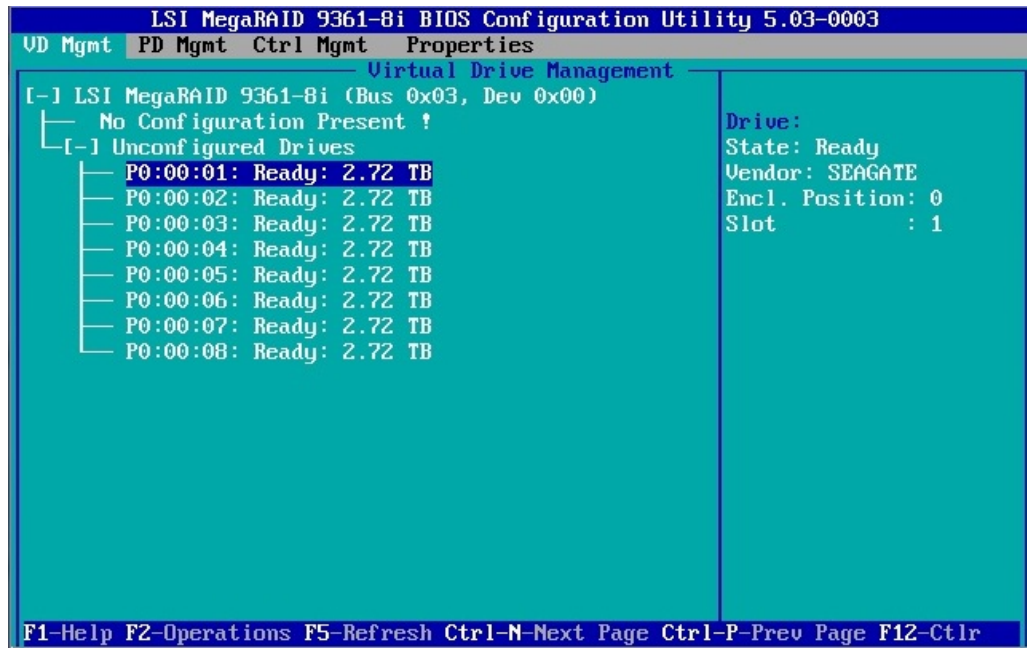 LSI MegaRAID 9361-8i BIOS Configuration Utility 5.03-0003
VD Mgmt PD Mgmt Ctrl Mgmt Properties
Virtual Drive Management
[-] LSI MegaRAID 9361-8i (Bus 0x03, Dev 0x00)
No Configuration Present !
[-] Unconfigured Drives
P0:00:01: Ready: 2.72 TB
P0:00:02: Ready: 2.72 TB
P0:00:03: Ready: 2.72 TB
P0:00:04: Ready: 2.72 TB
P0:00:05: Ready: 2.72 TB
P0:00:06: Ready: 2.72 TB
P0:00:07: Ready: 2.72 TB
P0:00:08: Ready: 2.72 TB
Drive:
State: Ready
Vendor: SEAGATE
Encl. Position: 0
Slot : 1
F1-Help F2-Operations F5-Refresh Ctrl-N-Next Page Ctrl-P-Prev Page F12-Ctlr